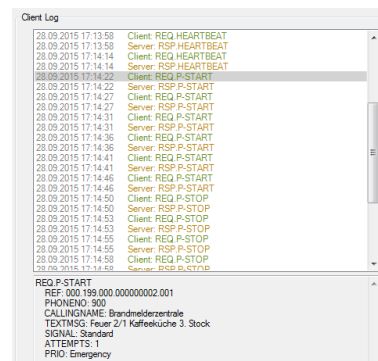 Client Log
28.09.2015 17:13:58 Client: REQ.HEARTBEAT
28.09.2015 17:13:58 Server: RSP.HEARTBEAT
28.09.2015 17:14:14 Client: REQ.HEARTBEAT
28.09.2015 17:14:14 Server: RSP.HEARTBEAT
28.09.2015 17:14:22 Client: REQ.P-START
28.09.2015 17:14:22 Server: RSP.P-START
28.09.2015 17:14:27 Client: REQ.P-START
28.09.2015 17:14:27 Server: RSP.P-START
28.09.2015 17:14:31 Client: REQ.P-START
28.09.2015 17:14:31 Server: RSP.P-START
28.09.2015 17:14:36 Client: REQ.P-START
28.09.2015 17:14:36 Server: RSP.P-START
28.09.2015 17:14:41 Client: REQ.P-START
28.09.2015 17:14:41 Server: RSP.P-START
28.09.2015 17:14:46 Client: REQ.P-START
28.09.2015 17:14:46 Server: RSP.P-START
28.09.2015 17:14:50 Client: REQ.P-STOP
28.09.2015 17:14:50 Server: RSP.P-STOP
28.09.2015 17:14:53 Client: REQ.P-STOP
28.09.2015 17:14:53 Server: RSP.P-STOP
28.09.2015 17:14:55 Client: REQ.P-STOP
28.09.2015 17:14:55 Server: RSP.P-STOP
28.09.2015 17:14:58 Client: REQ.P-STOP
28.09.2015 17:14:58 Server: RSP.P-STOP
REQ.P-START
REF: 000.199.000.000000002.001
PHONENO: 900
CALLINGNAME: Brandmelderzentrale
TEXTMSG: Feuer 2/1 Kaffeeküche 3. Stock
SIGNAL: Standard
ATTEMPTS: 1
PRIO: Emergency